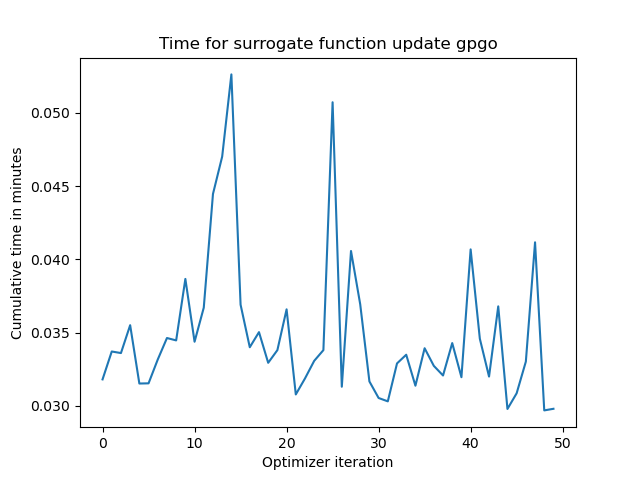 Time for surrogate function update gpgo
Cumulative time in minutes
0.050
0.045
0.040
0.035
0.030
0 10 20 30 40 50
Optimizer iteration